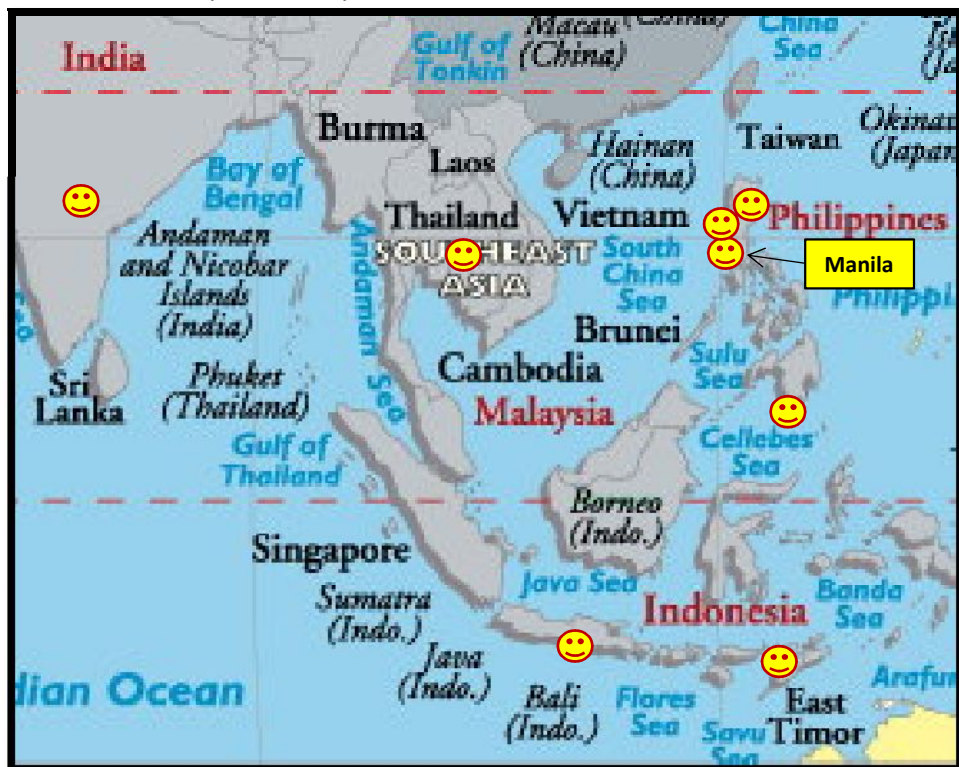 Macau (China)
(China)
China
Sea
India
Gulf of
Tonkin
(China)
Burma
Laos
Hainan
(China)
Taiwan
(Japan
Bay of
Bengal
Thailand
Vietnam
Philippines
Andaman
and Nicobar
Islands
(India)
SOUTHEAST
ASIA
South
China
Sea
Manila
Andaman
Sea
Brunei
Sulu
Sea
Sri
Lanka
Phuket
(Thailand)
Cambodia
Malaysia
Gulf of
Thailand
Cellebes
Sea
Borneo
(Indo.)
Singapore
Sumatra
(Indo.)
Java Sea
Indonesia
Banda
Sea
Java
(Indo.)
Bali
(Indo.)
Flores
Sea
Savu
Sea
East
Timor
dian Ocean